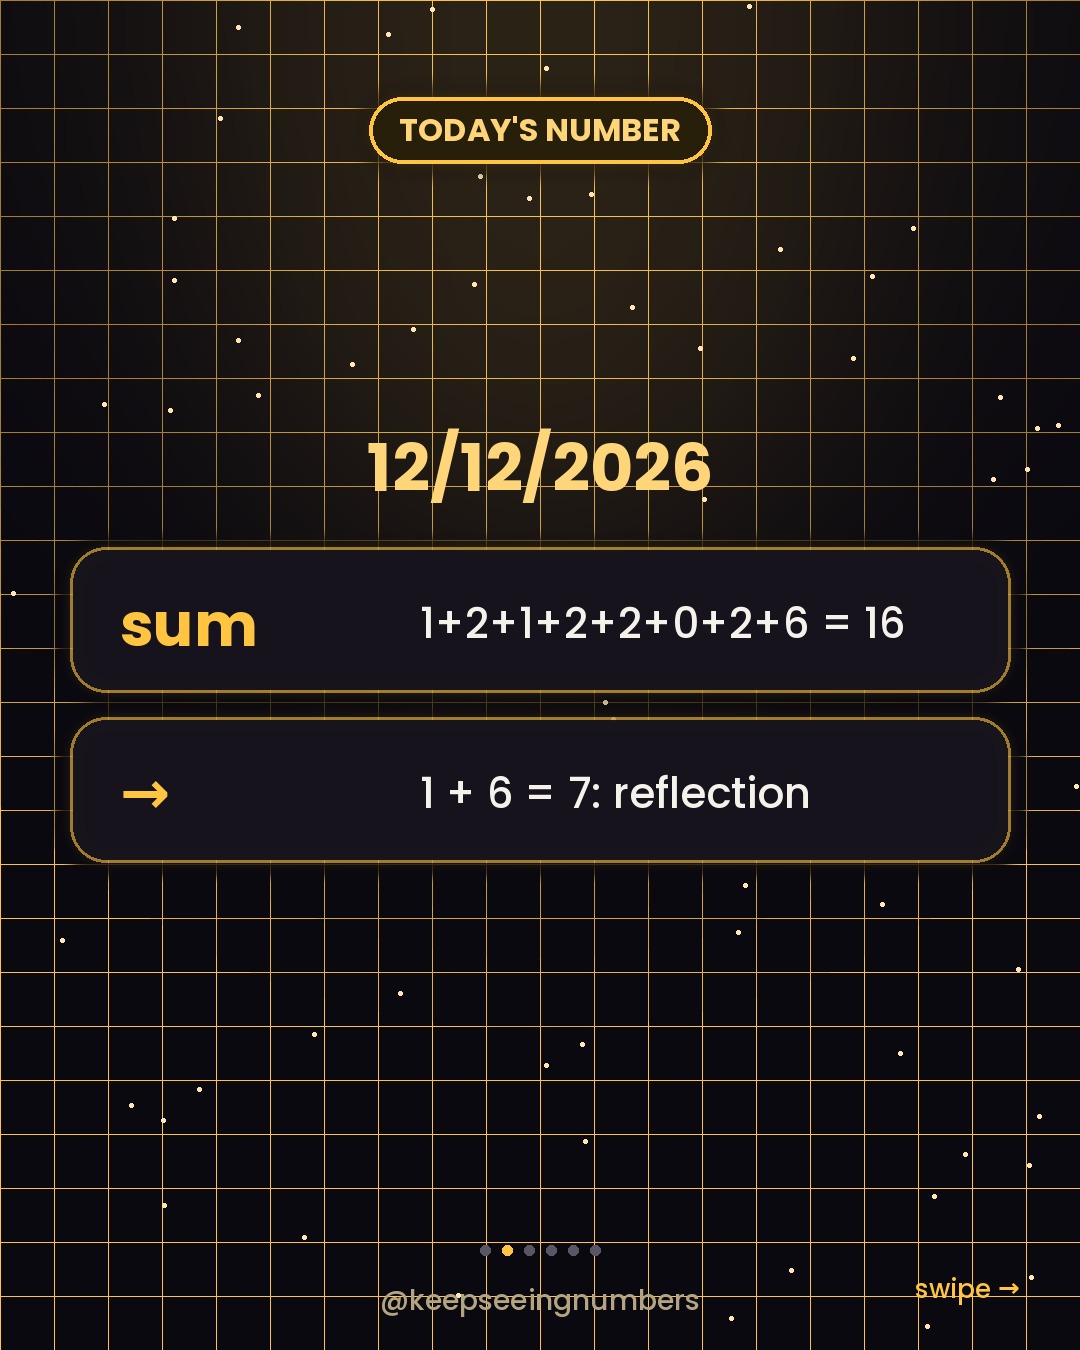 TODAY'S NUMBER
12/12/2026
sum
1+2+1+2+2+0+2+6 = 16
→
1 + 6 = 7: reflection
@keepseeingnumbers
swipe →